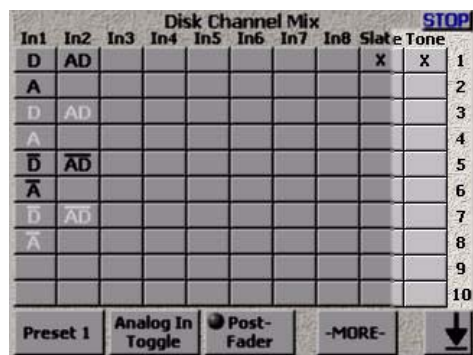 Disk Channel Mix STOP
In1 In2 In3 In4 In5 In6 In7 In8 Slate e Tone
D AD X X 1
A 2
D AD 3
A 4
D̅ A̅D̅ 5
A̅ 6
D̅ A̅D̅ 7
A̅ 8
9
10
Preset 1 Analog In Toggle Post-Fader -MORE-